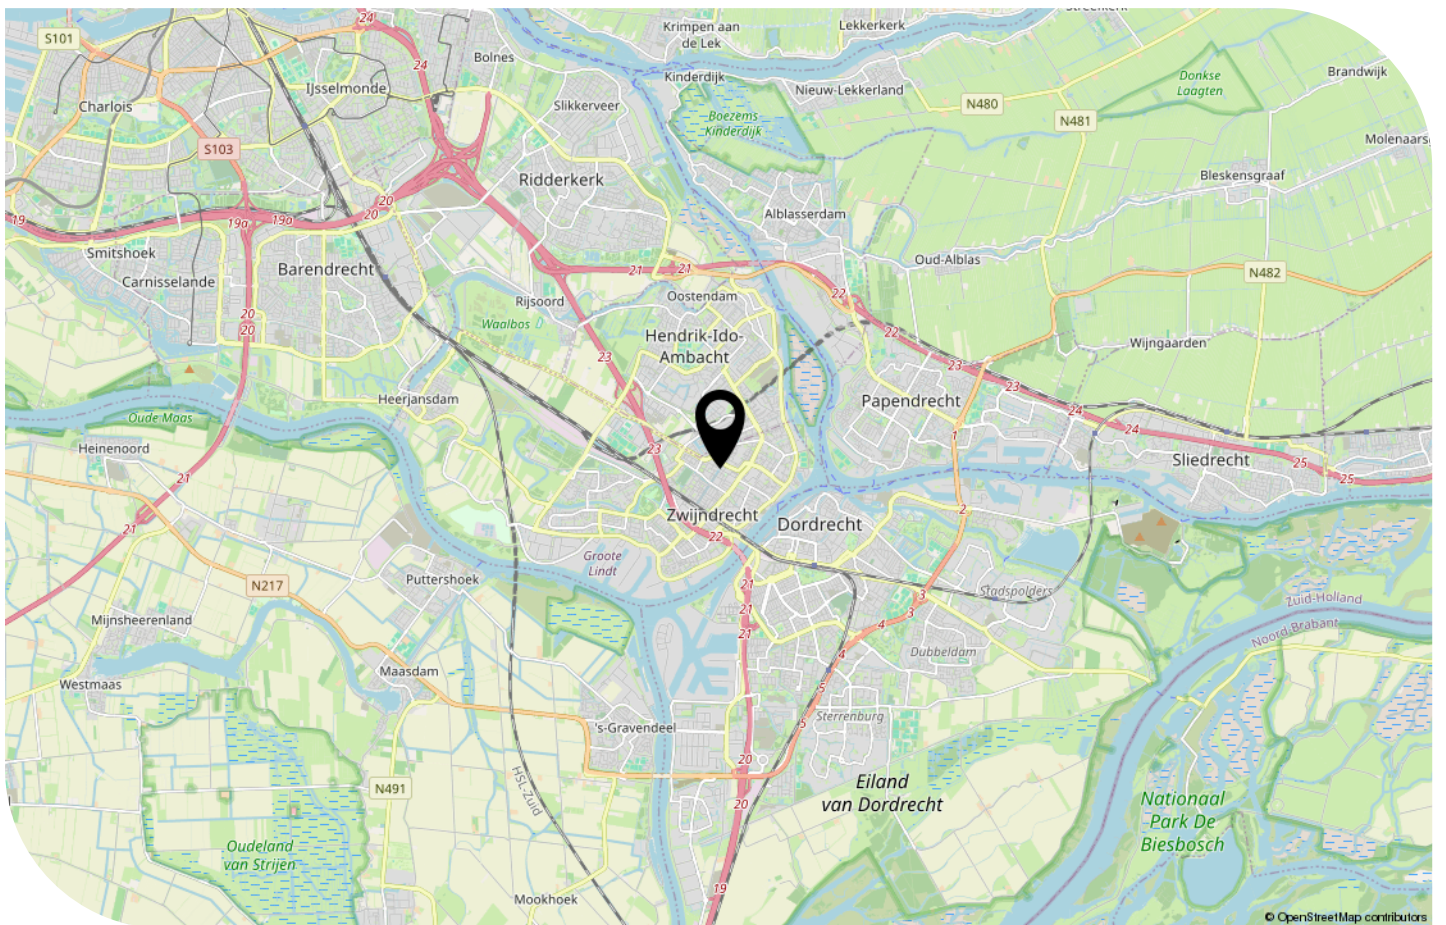 24
Streefkerk
S101
Krimpen aan
de Lek
Lekkerkerk
Bolnes
24
Kinderdijk
Brandwijk
Donkse
Laagten
IJsselmonde
Nieuw-Lekkerland
Charlois
Slikkerveer
N480
N481
Boezems
Kinderdijk
Molenaarsg
S103
Ridderkerk
Bleskensgraaf
20
20
Alblasserdam
19
19a
19a
Smitshoek
Oud-Alblas
Barendrecht
21
21
N482
Carnisselande
22
Rijsoord
Oostendam
20
20
Waalbos
22
Hendrik-Ido-
Ambacht
Wijngaarden
23
23
23
Heerjansdam
Papendrecht
24
Oude Maas
24
1
Heinenoord
23
Sliedrecht
25
25
21
2
Zwijndrecht
Dordrecht
21
22
Groote
Lindt
Puttershoek
N217
21
Stadspolders
3
Zuid-Holland
21
3
Mijnsheerenland
4
21
Noord-Brabant
Dubbeldam
4
Maasdam
Westmaas
5
Sterrenburg
's-Gravendeel
5
20
HSL-Zuid
Eiland
van Dordrecht
N491
20
Nationaal
Park De
Biesbosch
Oudeland
van Strijen
19
Mookhoek
© OpenStreetMap contributors